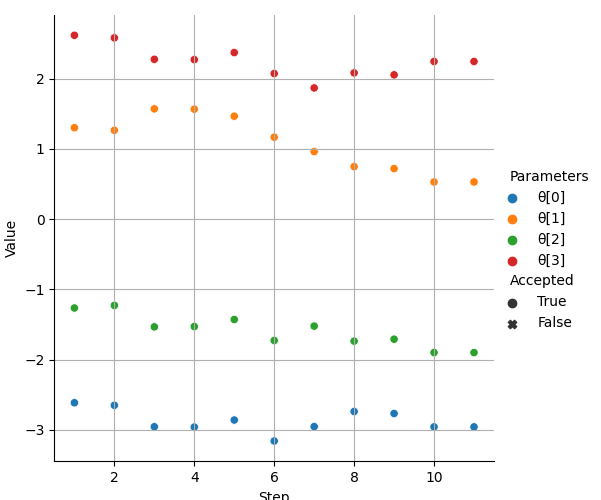 2
1
0
−1
−2
−3
Value
2
4
6
8
10
Step
Parameters
θ[0]
θ[1]
θ[2]
θ[3]
Accepted
True
False